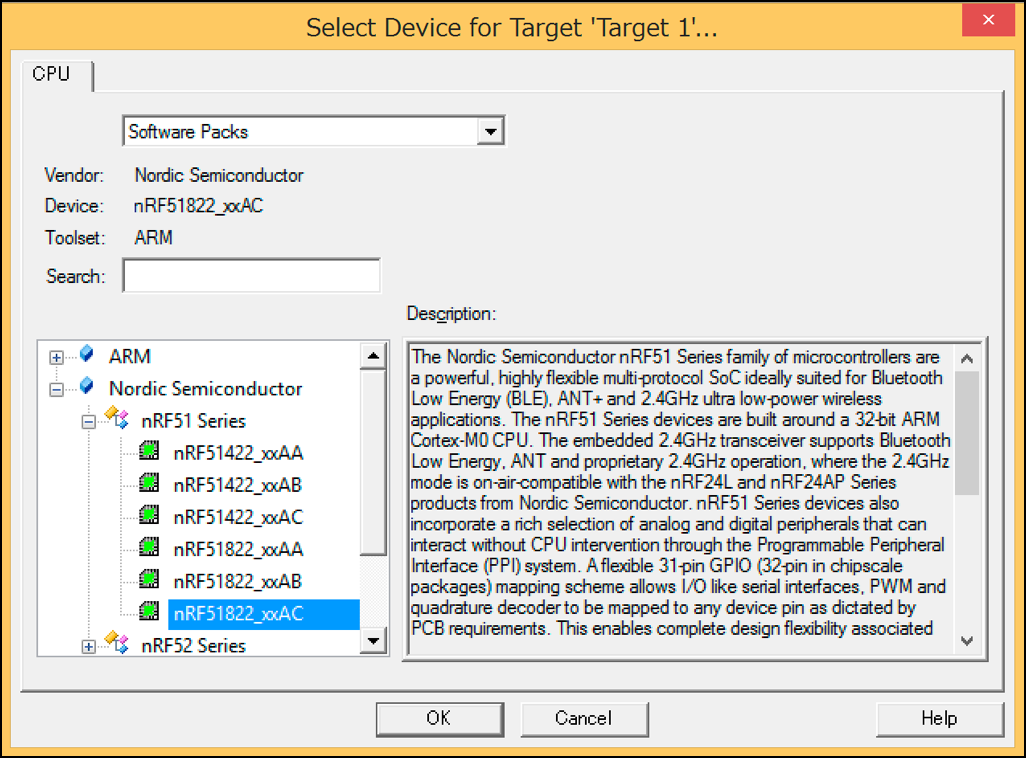 Select Device for Target 'Target 1'...
CPU
Software Packs
Vendor: Nordic Semiconductor
Device: nRF51822_xxAC
Toolset: ARM
Search:
Description:
ARM
Nordic Semiconductor
nRF51 Series
nRF51422_xxAA
nRF51422_xxAB
nRF51422_xxAC
nRF51822_xxAA
nRF51822_xxAB
nRF51822_xxAC
nRF52 Series
The Nordic Semiconductor nRF51 Series family of microcontrollers are
a powerful, highly flexible multi-protocol SoC ideally suited for Bluetooth
Low Energy (BLE), ANT+ and 2.4GHz ultra low-power wireless
applications. The nRF51 Series devices are built around a 32-bit ARM
Cortex-M0 CPU. The embedded 2.4GHz transceiver supports Bluetooth
Low Energy, ANT and proprietary 2.4GHz operation, where the 2.4GHz
mode is on-air-compatible with the nRF24L and nRF24AP Series
products from Nordic Semiconductor. nRF51 Series devices also
incorporate a rich selection of analog and digital peripherals that can
interact without CPU intervention through the Programmable Peripheral
Interface (PPI) system. A flexible 31-pin GPIO (32-pin in chipscale
packages) mapping scheme allows I/O like serial interfaces, PWM and
quadrature decoder to be mapped to any device pin as dictated by
PCB requirements. This enables complete design flexibility associated
OK
Cancel
Help